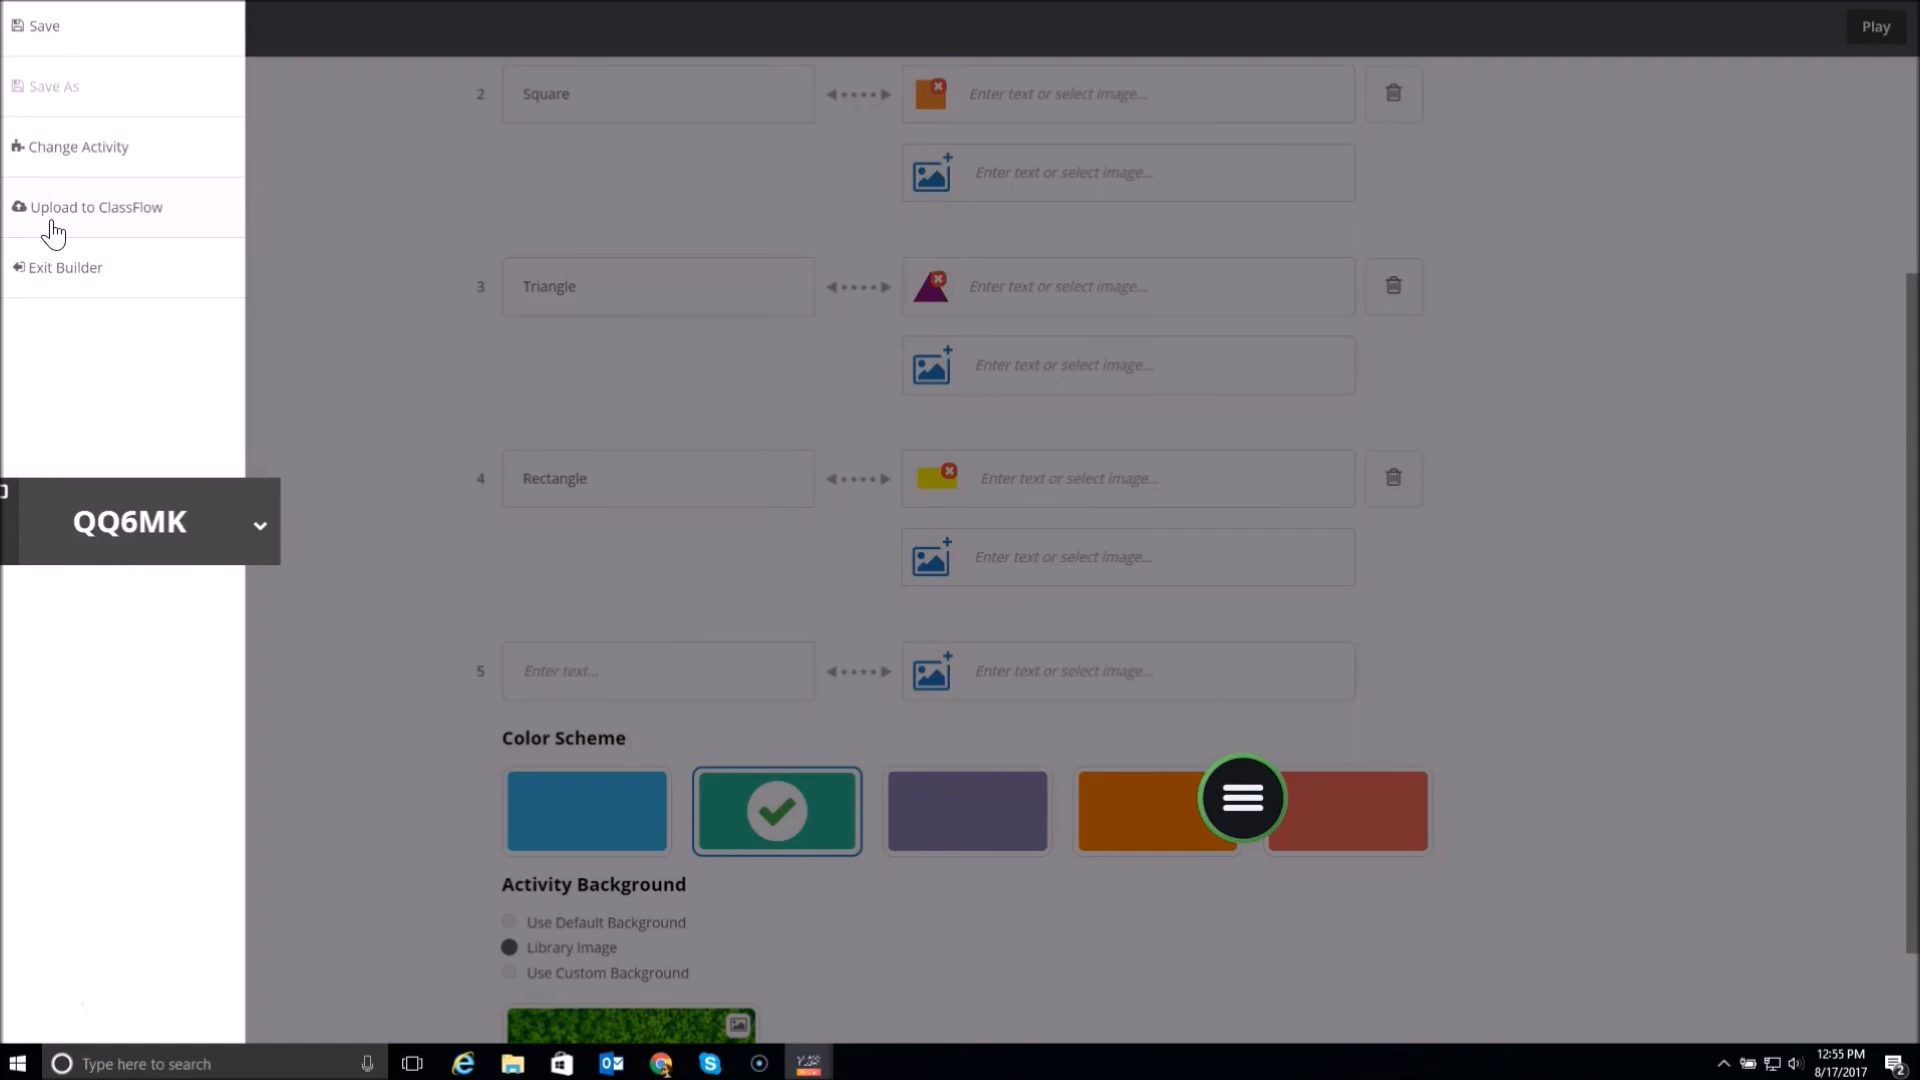 Save
Play
Save As
Change Activity
Upload to ClassFlow
Exit Builder
QQ6MK
2 Square Enter text or select image...
Enter text or select image...
3 Triangle Enter text or select image...
Enter text or select image...
4 Rectangle Enter text or select image...
Enter text or select image...
5 Enter text... Enter text or select image...
Color Scheme
Activity Background
Use Default Background
Library Image
Use Custom Background
Type here to search
12:55 PM
8/17/2017
2